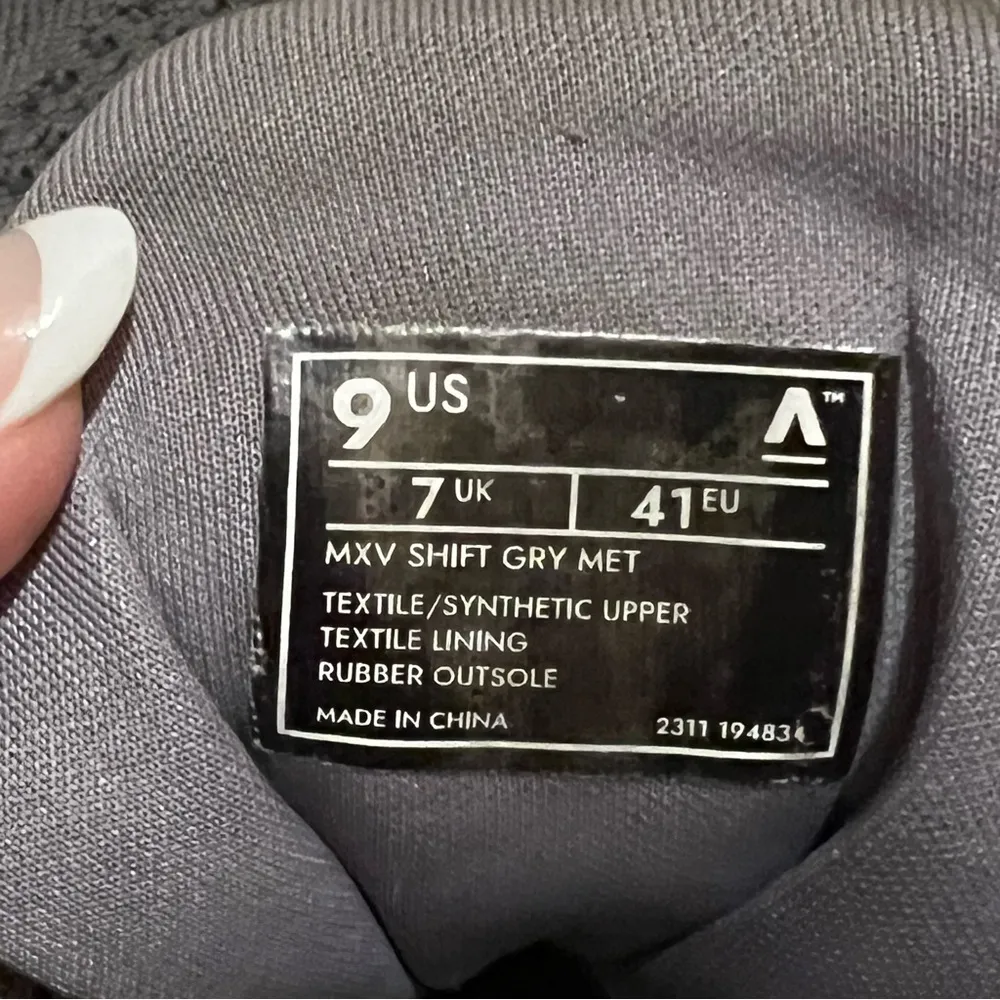 9 US
TM
7 UK 41 EU
MXV SHIFT GRY MET
TEXTILE/SYNTHETIC UPPER
TEXTILE LINING
RUBBER OUTSOLE
MADE IN CHINA 2311